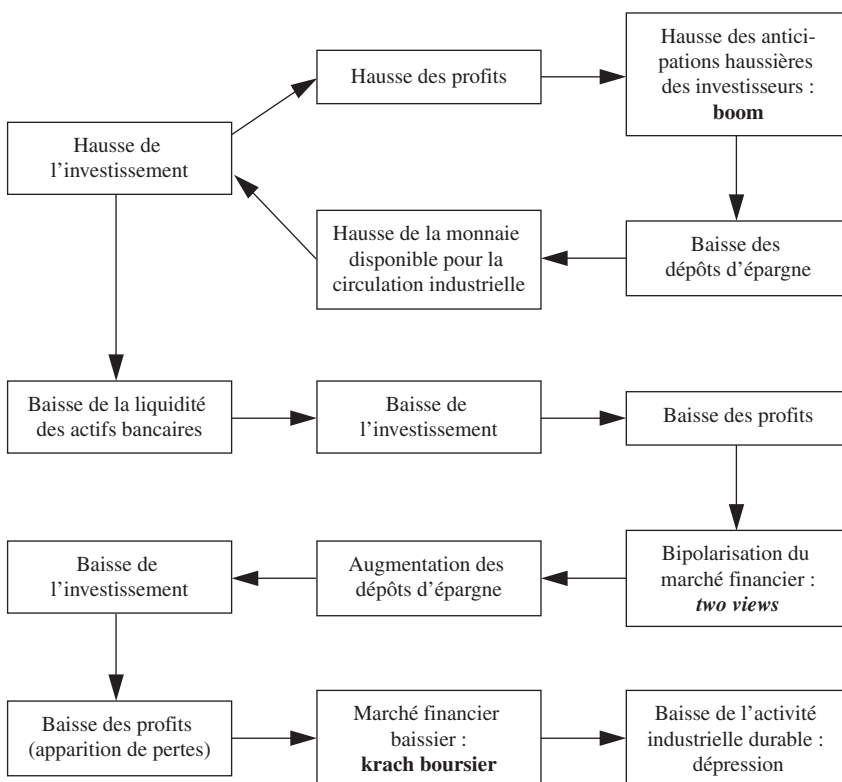 Hausse des profits
Hausse des antici-
pations haussières
des investisseurs :
boom
Hausse de
l’investissement
Hausse de la monnaie
disponible pour la
circulation industrielle
Baisse des
dépôts d’épargne
Baisse de la liquidité
des actifs bancaires
Baisse de
l’investissement
Baisse des profits
Baisse de
l’investissement
Augmentation des
dépôts d’épargne
Bipolarisation du
marché financier :
two views
Baisse des profits
(apparition de pertes)
Marché financier
baissier :
krach boursier
Baisse de l’activité
industrielle durable :
dépression